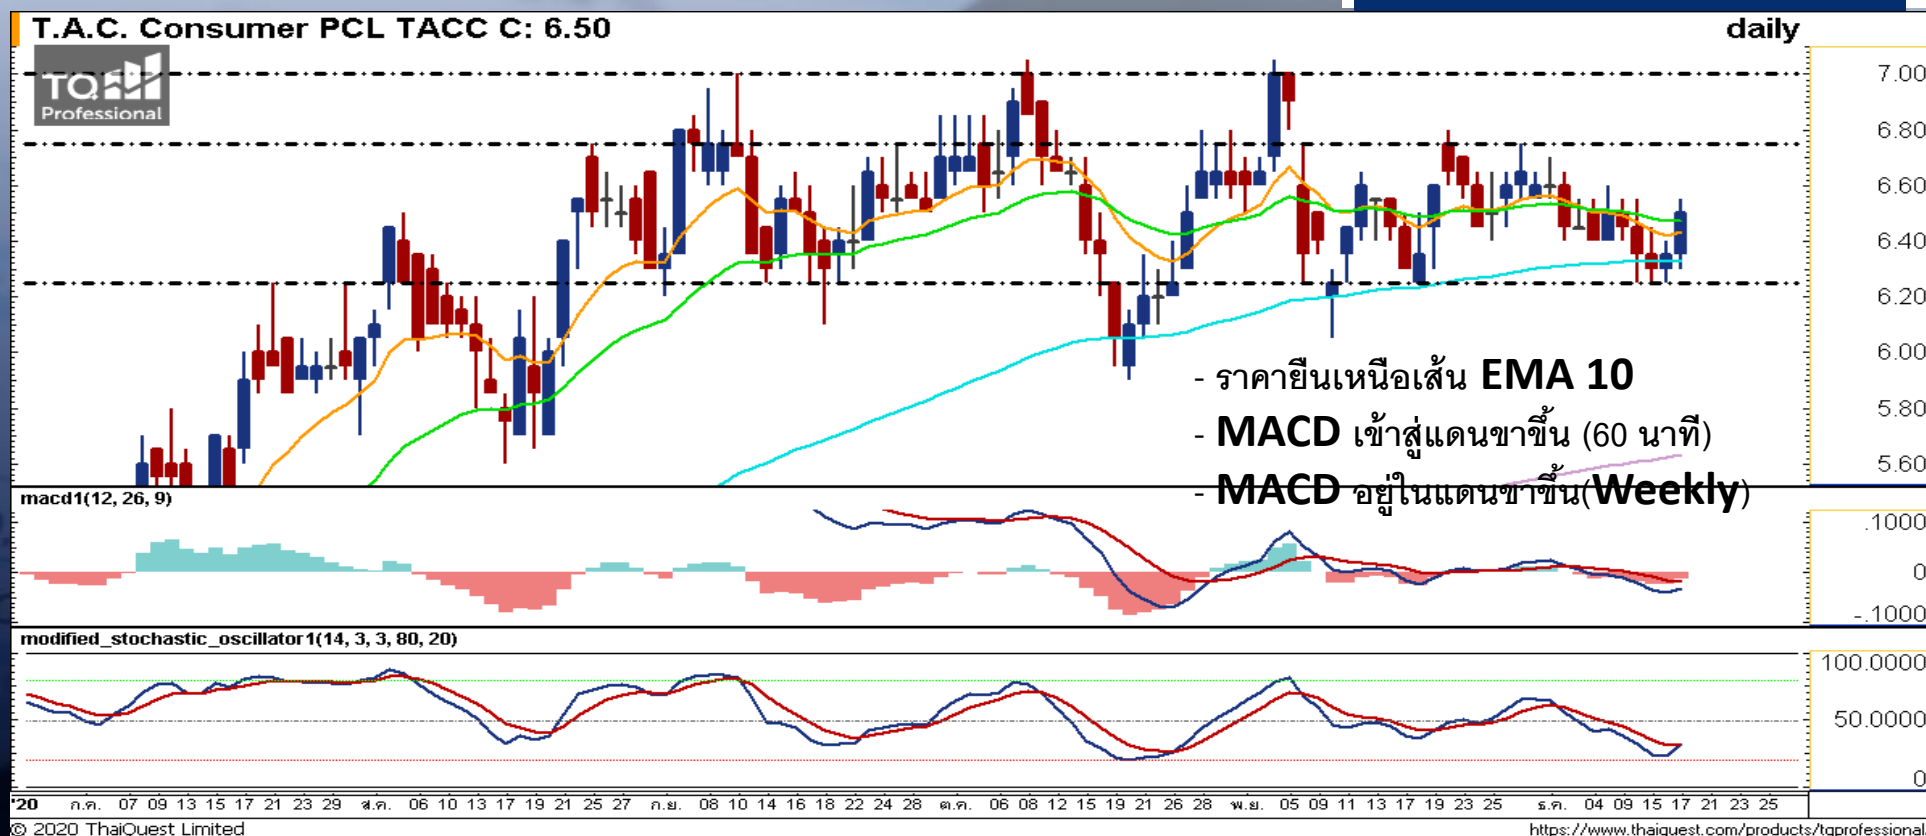 T.A.C. Consumer PCL TACC C: 6.50 daily
TQ
Professional
7.00
6.80
6.60
6.40
6.20
6.00
5.80
5.60
- ราคายืนเหนือเส้น EMA 10
- MACD เข้าสู่แดนขาขึ้น (60 นาที)
- MACD อยู่ในแดนขาขึ้น(Weekly)
macd1(12, 26, 9)
.1000
0
-.1000
modified_stochastic_oscillator1(14, 3, 3, 80, 20)
100.0000
50.0000
0
'20 ก.ค. 07 09 13 15 17 21 23 29 ส.ค. 06 10 13 17 19 21 25 27 ก.ย. 08 10 14 16 18 22 24 28 ต.ค. 06 08 12 15 19 21 26 28 พ.ย. 05 09 11 13 17 19 23 25 ธ.ค. 04 09 15 17 21 23 25
© 2020 ThaiQuest Limited
https://www.thaiquest.com/products/tqprofessional